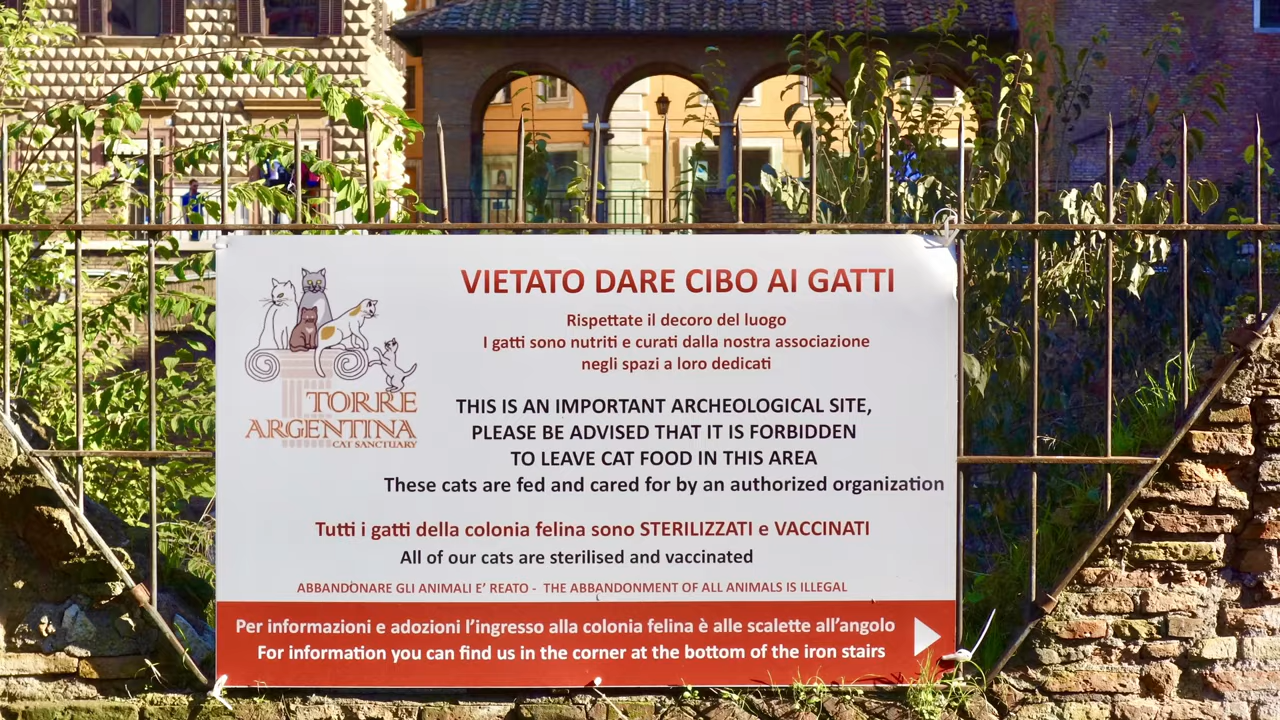 TORRE
ARGENTINA
CAT SANCTUARY
VIETATO DARE CIBO AI GATTI
Rispettate il decoro del luogo
I gatti sono nutriti e curati dalla nostra associazione
negli spazi a loro dedicati
THIS IS AN IMPORTANT ARCHEOLOGICAL SITE,
PLEASE BE ADVISED THAT IT IS FORBIDDEN
TO LEAVE CAT FOOD IN THIS AREA
These cats are fed and cared for by an authorized organization
Tutti i gatti della colonia felina sono STERILIZZATI e VACCINATI
All of our cats are sterilised and vaccinated
ABBANDONARE GLI ANIMALI E' REATO - THE ABBANDONMENT OF ALL ANIMALS IS ILLEGAL
Per informazioni e adozioni l'ingresso alla colonia felina è alle scalette all'angolo
For information you can find us in the corner at the bottom of the iron stairs